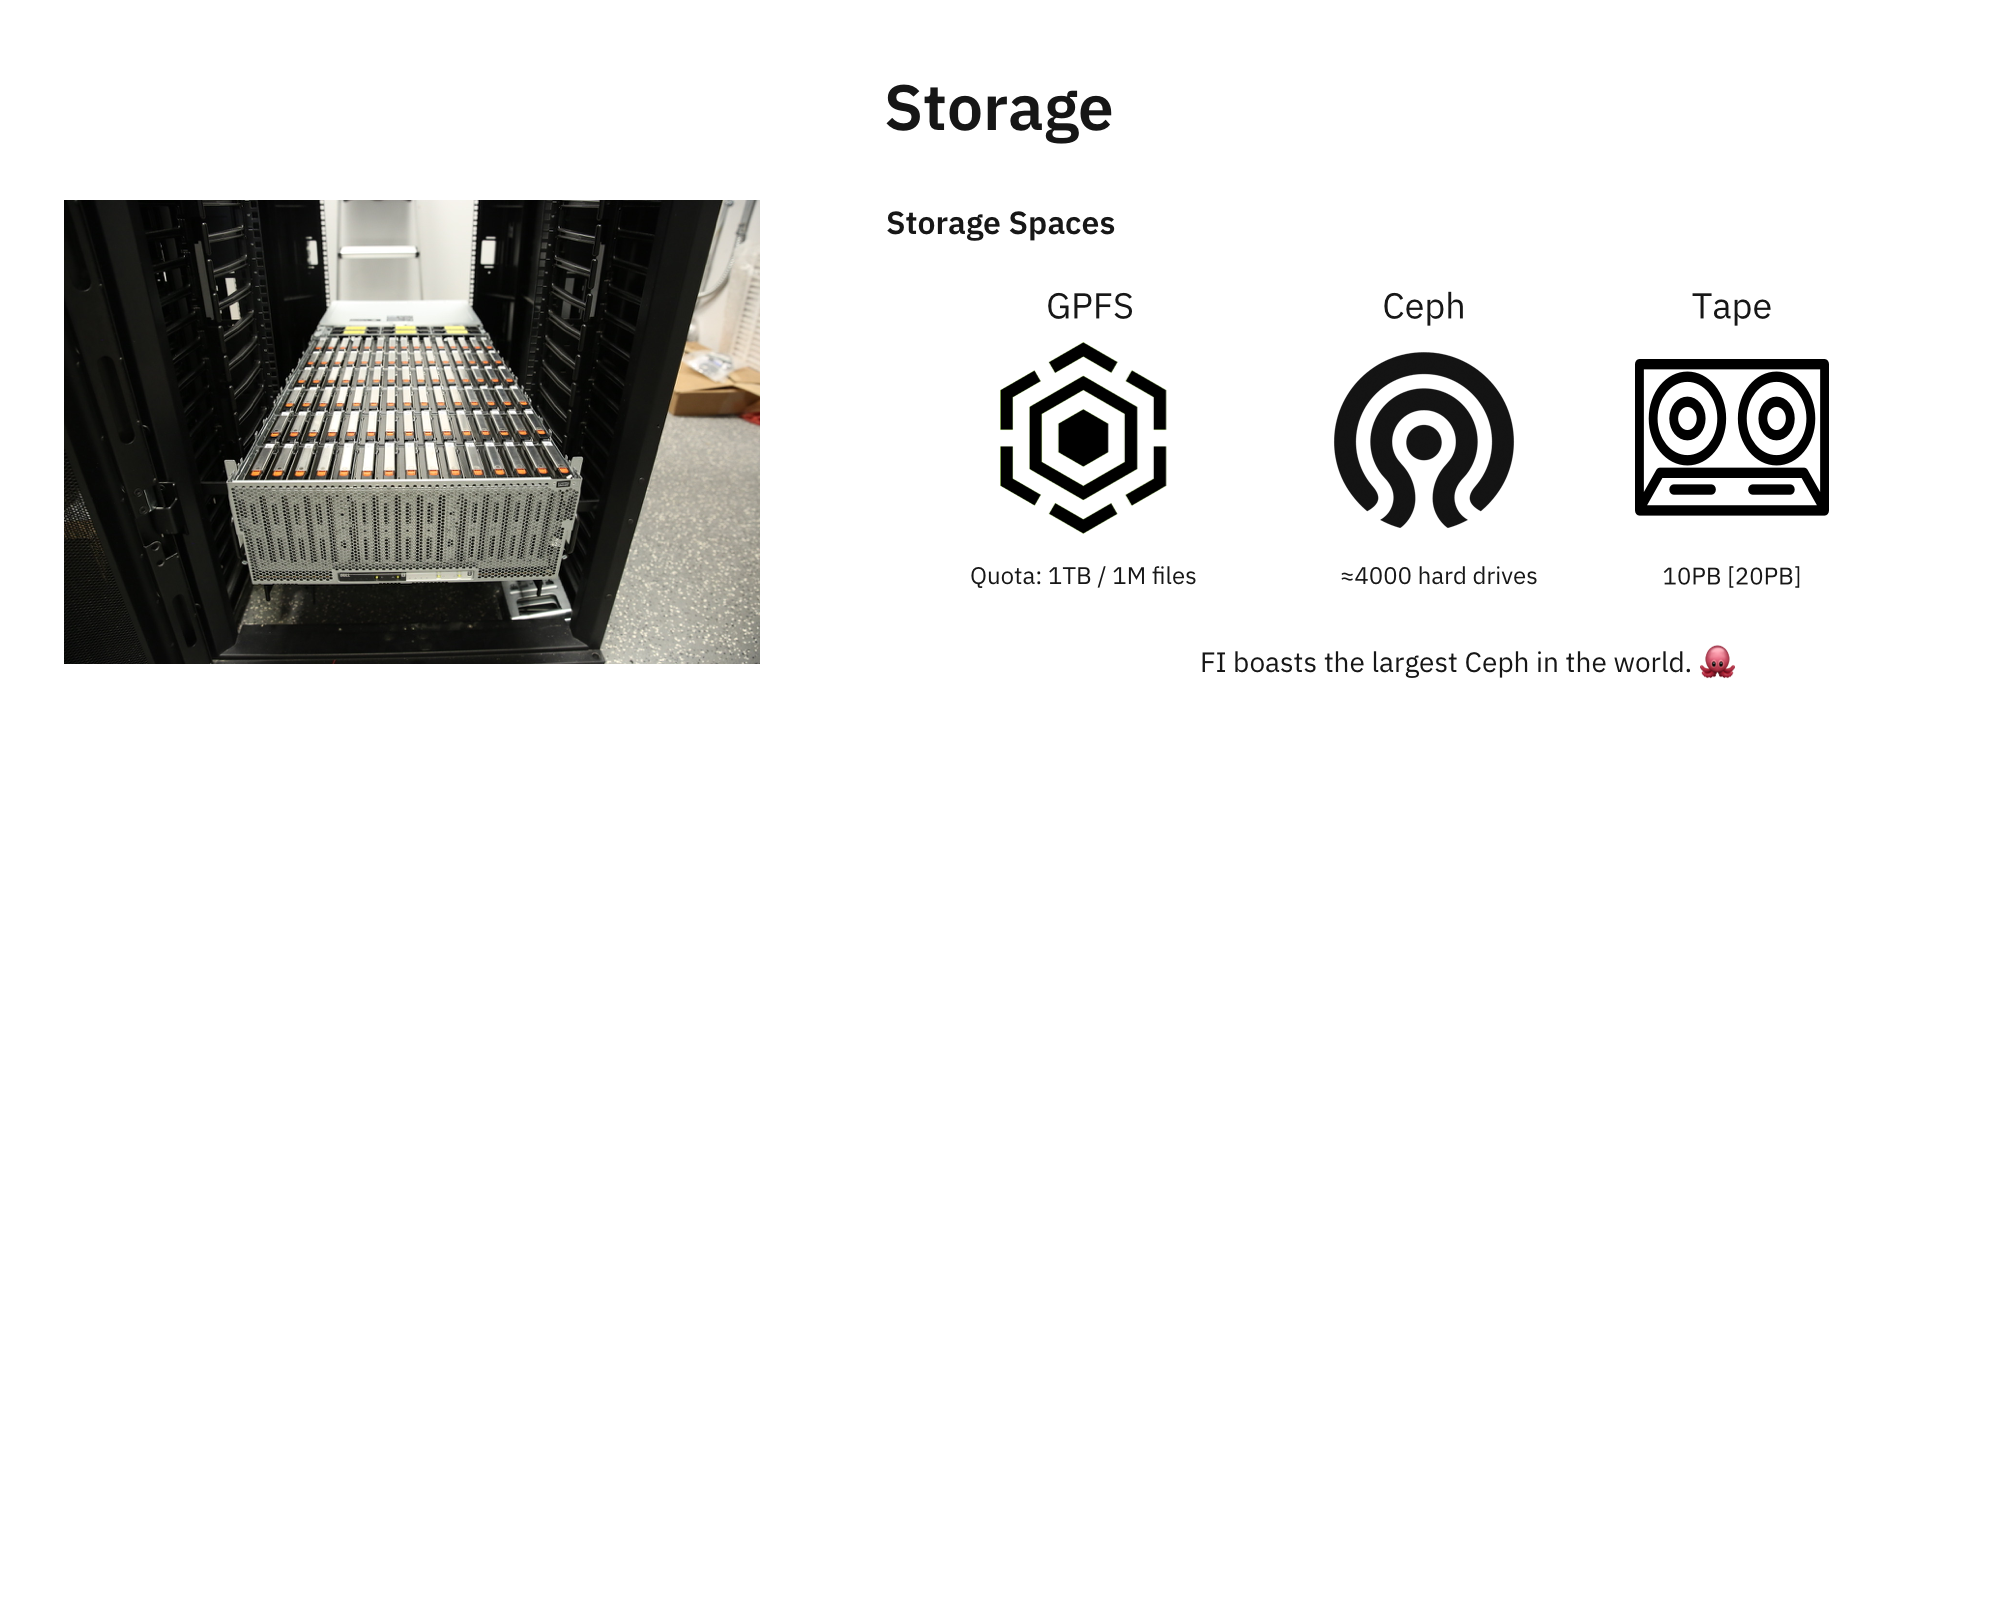 Storage
Storage Spaces
GPFS
Ceph
Tape
Quota: 1TB / 1M files
≈4000 hard drives
10PB [20PB]
FI boasts the largest Ceph in the world. 🐙